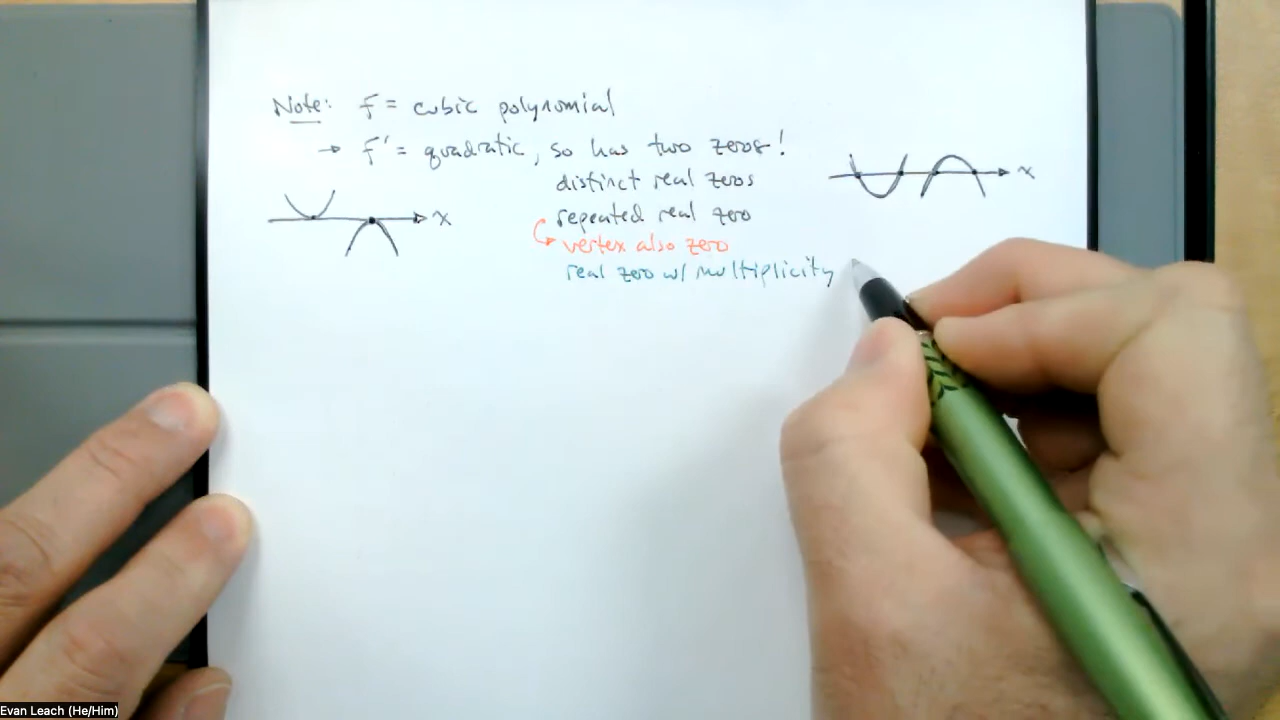 Note: f = cubic polynomial
→ f' = quadratic, so has two zeros!
distinct real zeros
x
repeated real zero
x
vertex also zero
real zero w/ multiplicity
Evan Leach (He/Him)